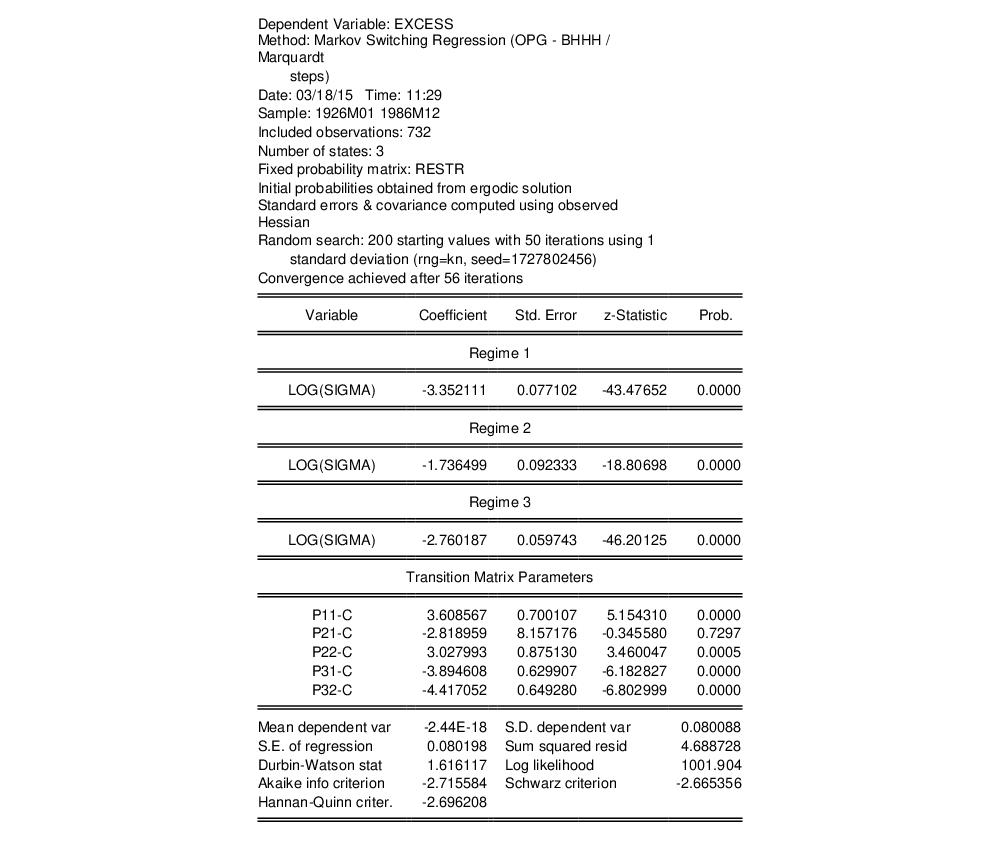 Dependent Variable: EXCESS
Method: Markov Switching Regression (OPG - BHHH /
Marquardt
steps)
Date: 03/18/15 Time: 11:29
Sample: 1926M01 1986M12
Included observations: 732
Number of states: 3
Fixed probability matrix: RESTR
Initial probabilities obtained from ergodic solution
Standard errors & covariance computed using observed
Hessian
Random search: 200 starting values with 50 iterations using 1
standard deviation (rng=kn, seed=1727802456)
Convergence achieved after 56 iterations
Variable Coefficient Std. Error z-Statistic Prob.
Regime 1
LOG(SIGMA) -3.352111 0.077102 -43.47652 0.0000
Regime 2
LOG(SIGMA) -1.736499 0.092333 -18.80698 0.0000
Regime 3
LOG(SIGMA) -2.760187 0.059743 -46.20125 0.0000
Transition Matrix Parameters
P11-C 3.608567 0.700107 5.154310 0.0000
P21-C -2.818959 8.157176 -0.345580 0.7297
P22-C 3.027993 0.875130 3.460047 0.0005
P31-C -3.894608 0.629907 -6.182827 0.0000
P32-C -4.417052 0.649280 -6.802999 0.0000
Mean dependent var -2.44E-18 S.D. dependent var 0.080088
S.E. of regression 0.080198 Sum squared resid 4.688728
Durbin-Watson stat 1.616117 Log likelihood 1001.904
Akaike info criterion -2.715584 Schwarz criterion -2.665356
Hannan-Quinn criter. -2.696208